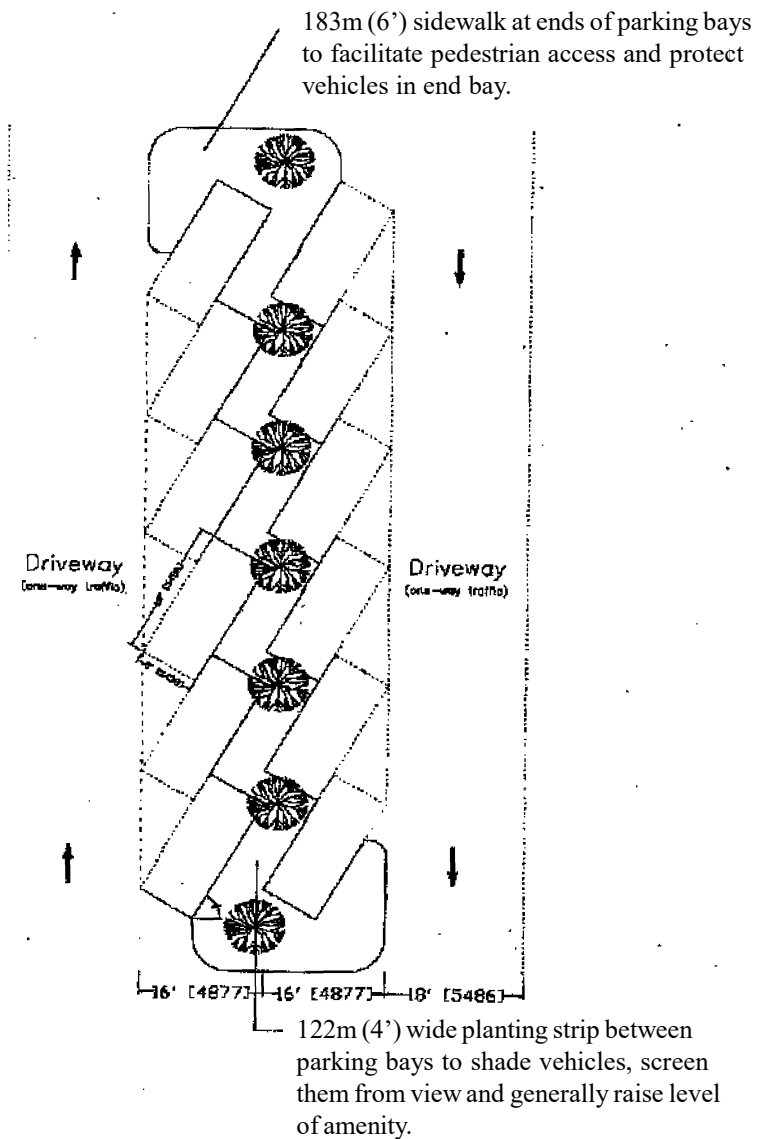 183m (6’) sidewalk at ends of parking bays
to facilitate pedestrian access and protect
vehicles in end bay.
Driveway
(one-way traffic)
Driveway
(one-way traffic)
16' [4877]
16' [4877]
18' [5486]
122m (4’) wide planting strip between
parking bays to shade vehicles, screen
them from view and generally raise level
of amenity.